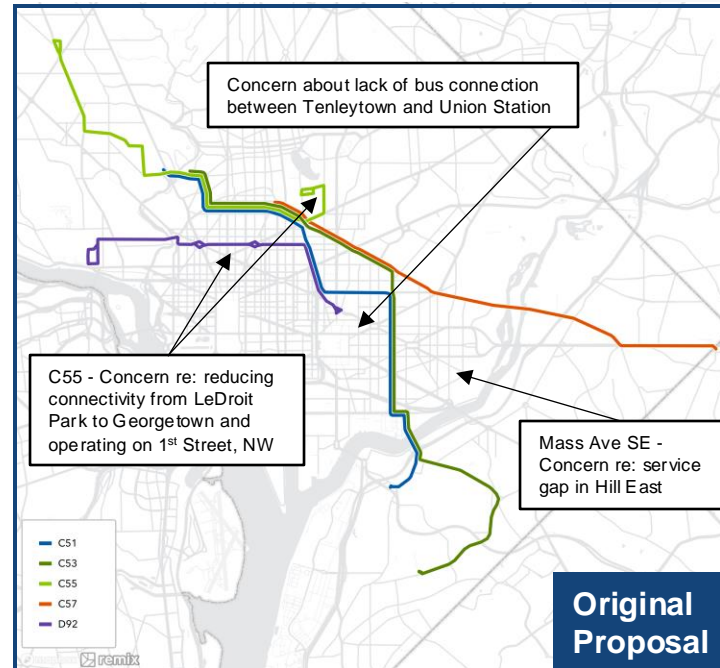 Concern about lack of bus connection
between Tenleytown and Union Station
C55 - Concern re: reducing
connectivity from LeDroit
Park to Georgetown and
operating on 1st Street, NW
Mass Ave SE -
Concern re: service
gap in Hill East
C51
C53
C55
C57
D92
Original
Proposal
remix